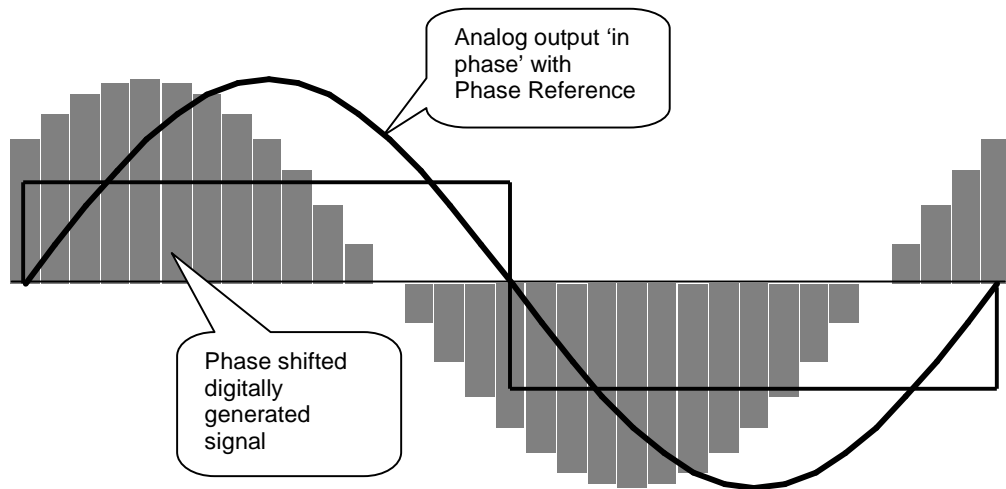 Analog output ‘in
phase’ with
Phase Reference
Phase shifted
digitally
generated
signal